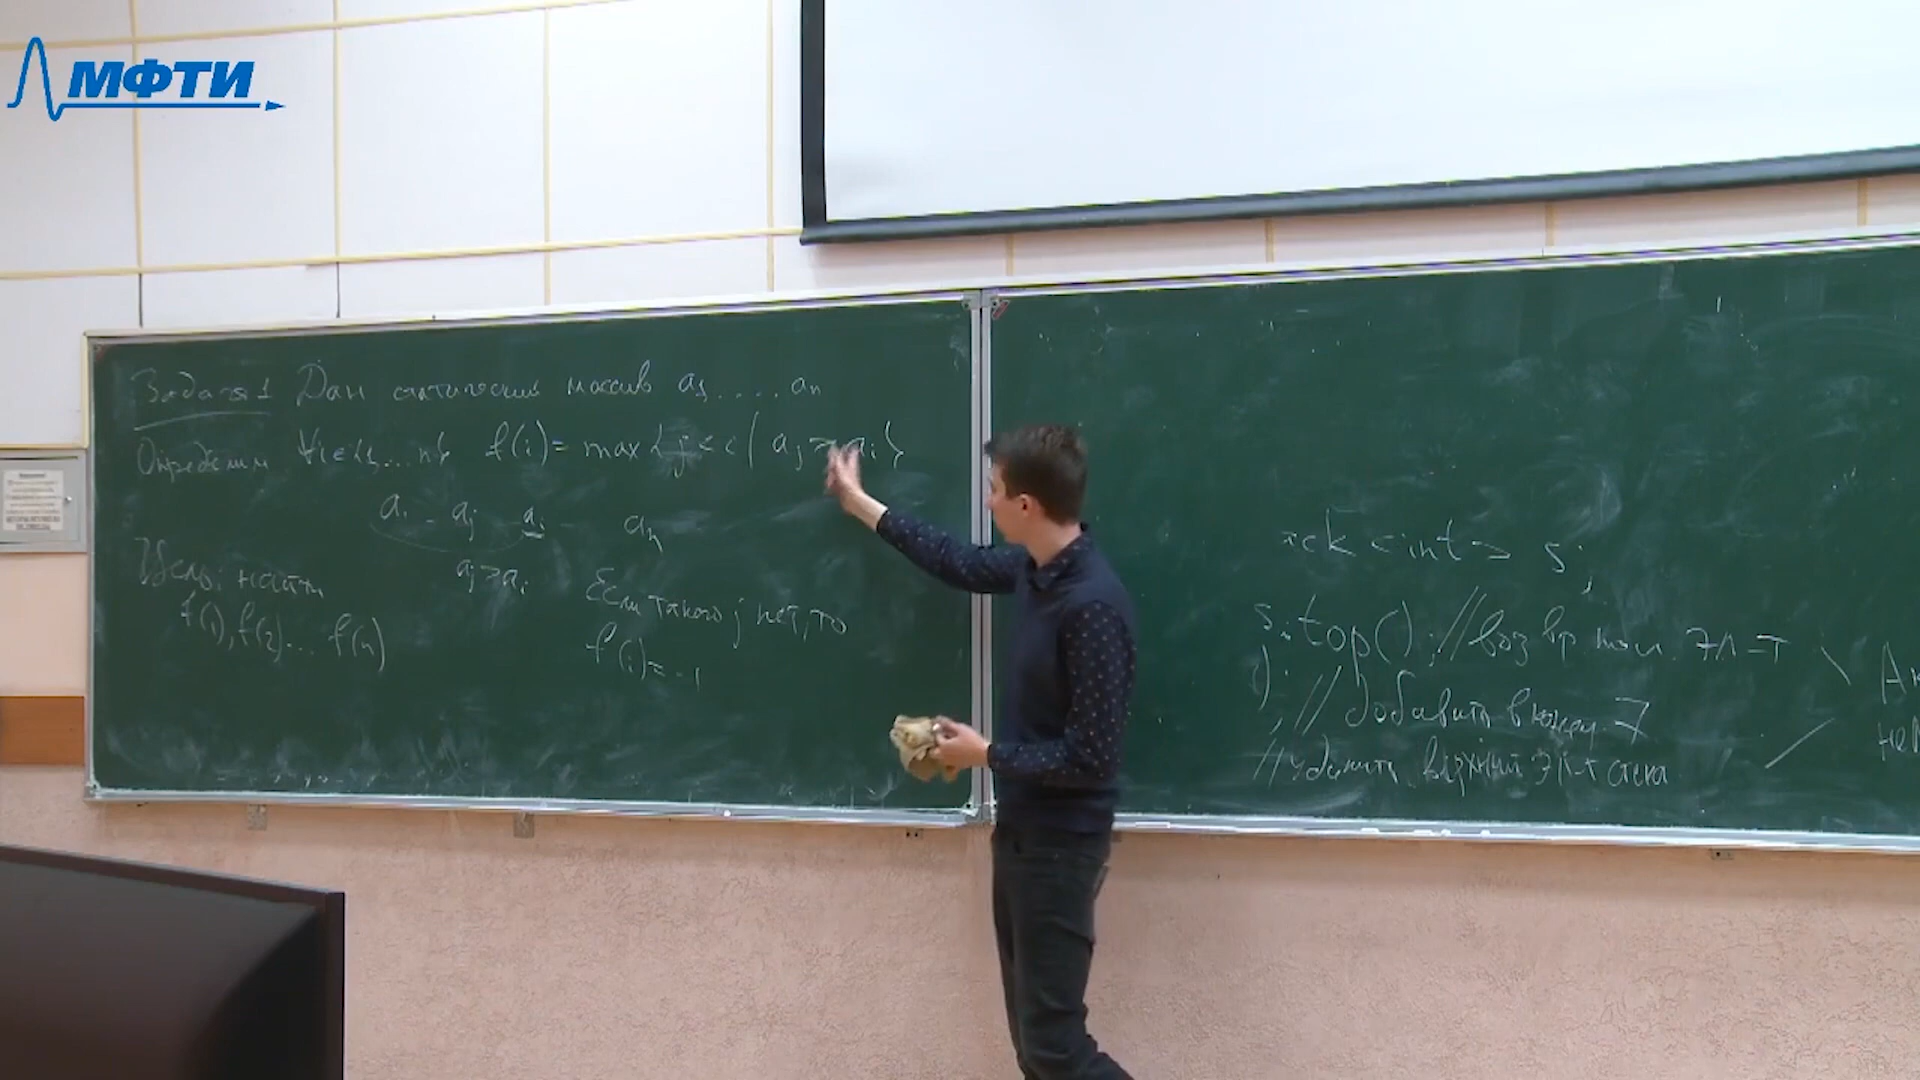 МФТИ
Задача 1 Дан статический массив a₁, ..., aₙ
Определим ∀i∈{1...n} f(i) = max{j < i | aⱼ > aᵢ}
aⱼ aᵢ aₙ
aⱼ > aᵢ
Цель: найти
f(1), f(2)... f(n)
Если такого j нет, то
f(i) = -1
ck <int> s;
s.top(); // возвр. посл. эл-т
); // добавить в конец 7
// удалить верхний эл-т стека